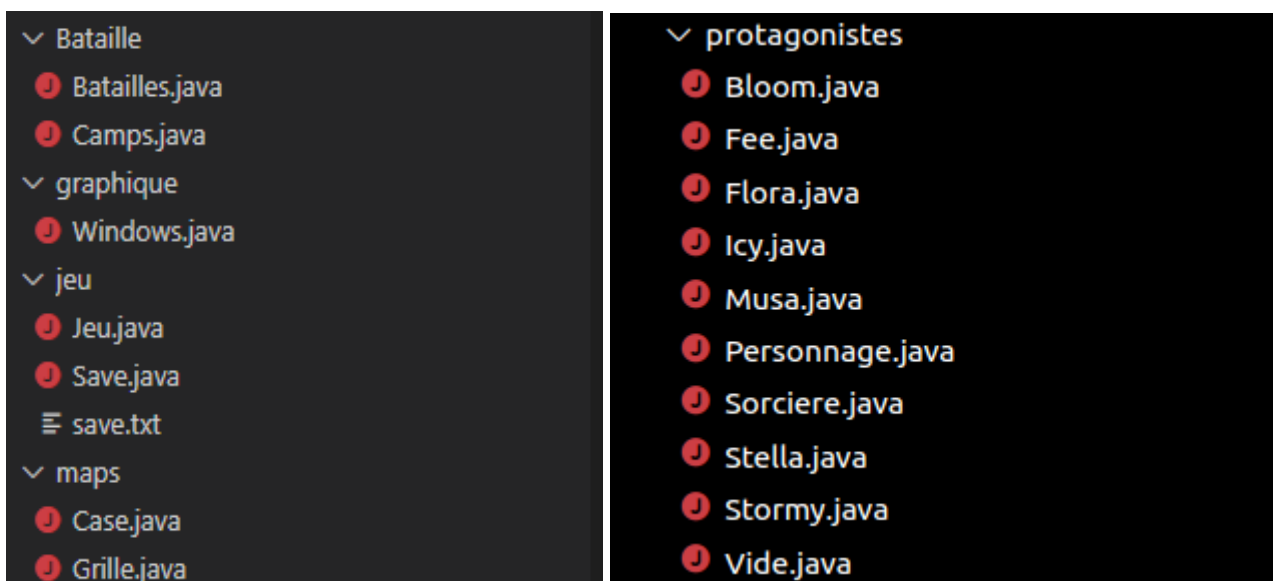 Bataille
Batailles.java
Camps.java
graphique
Windows.java
jeu
Jeu.java
Save.java
save.txt
maps
Case.java
Grille.java
protagonistes
Bloom.java
Fee.java
Flora.java
Icy.java
Musa.java
Personnage.java
Sorciere.java
Stella.java
Stormy.java
Vide.java